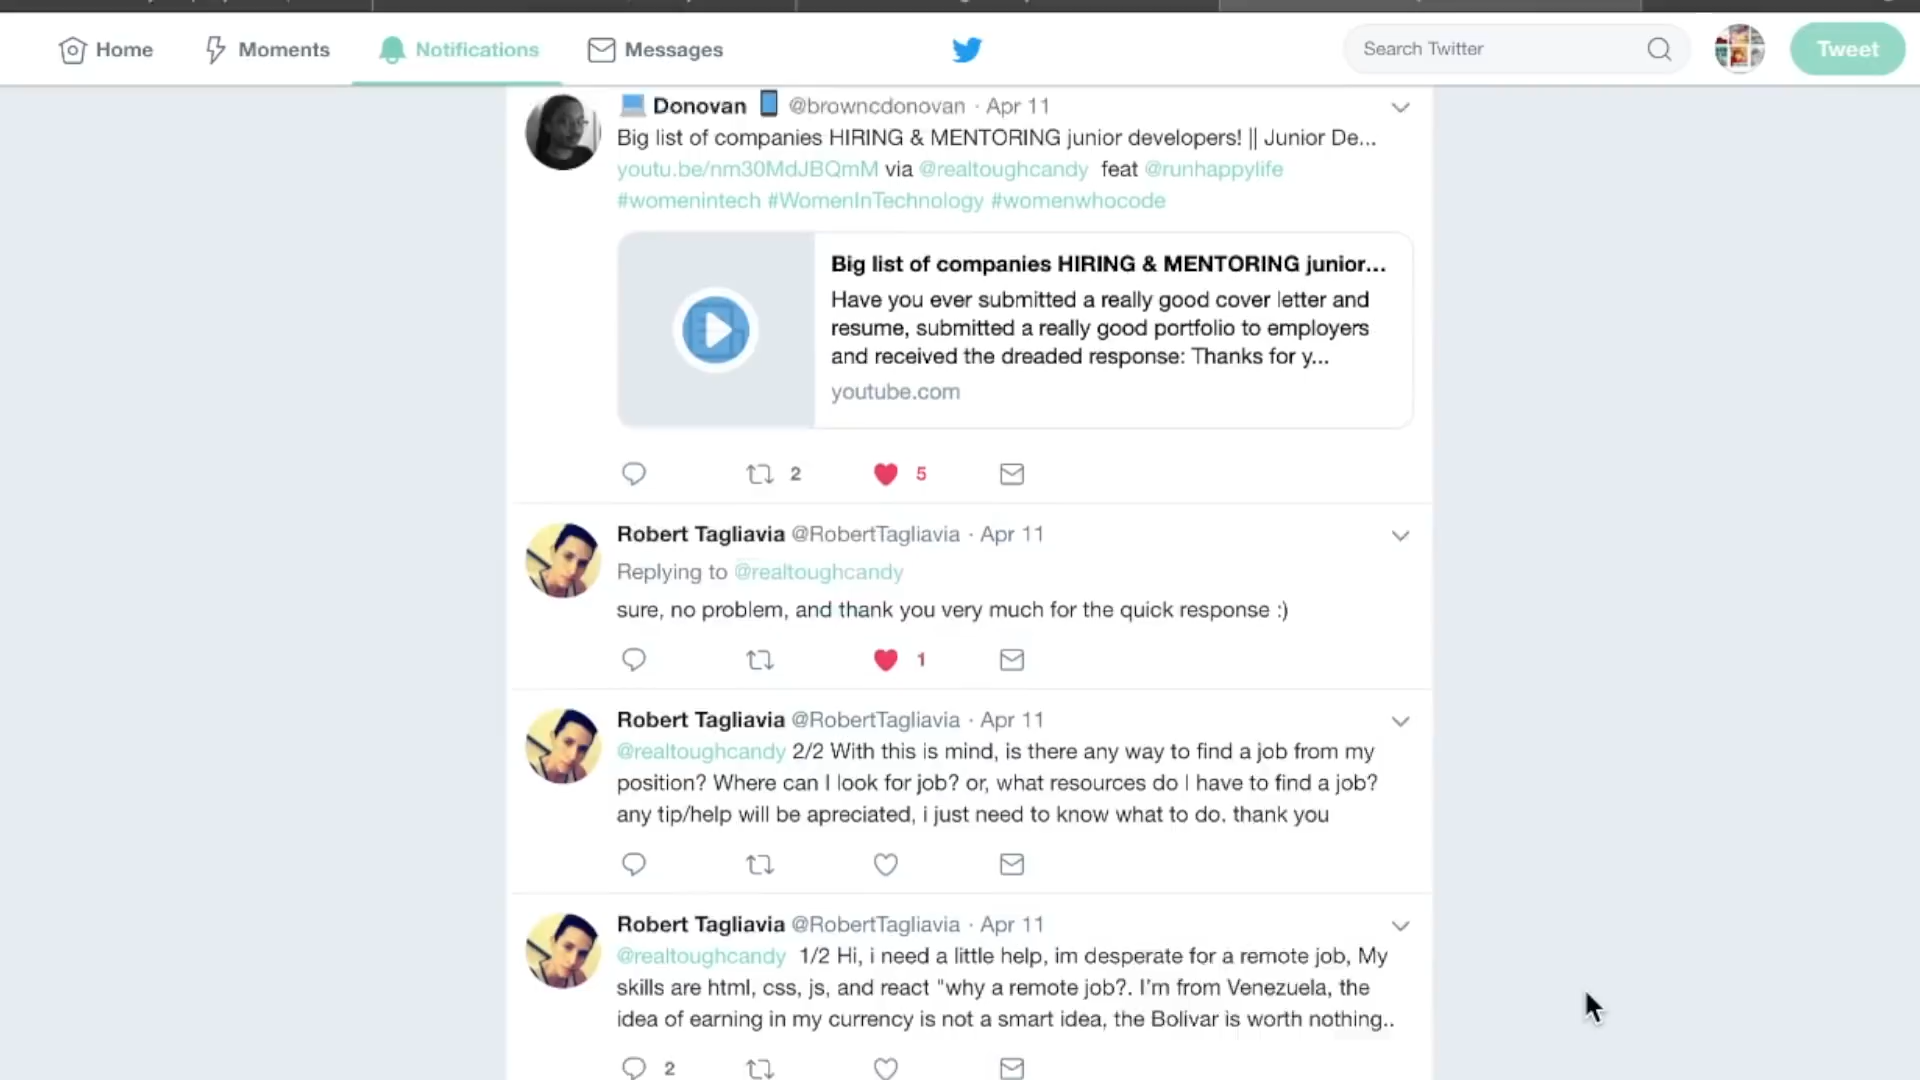 Home Moments Notifications Messages Search Twitter Tweet
Donovan @browncdonovan · Apr 11
Big list of companies HIRING & MENTORING junior developers! || Junior De...
youtu.be/nm30MdJBQmM via @realtoughcandy feat @runhappylife
#womenintech #WomenInTechnology #womenwhocode
Big list of companies HIRING & MENTORING junior...
Have you ever submitted a really good cover letter and
resume, submitted a really good portfolio to employers
and received the dreaded response: Thanks for y...
youtube.com
2 5
Robert Tagliavia @RobertTagliavia · Apr 11
Replying to @realtoughcandy
sure, no problem, and thank you very much for the quick response :)
1
Robert Tagliavia @RobertTagliavia · Apr 11
@realtoughcandy 2/2 With this is mind, is there any way to find a job from my
position? Where can I look for job? or, what resources do I have to find a job?
any tip/help will be apreciated, i just need to know what to do. thank you
Robert Tagliavia @RobertTagliavia · Apr 11
@realtoughcandy 1/2 Hi, i need a little help, im desperate for a remote job, My
skills are html, css, js, and react "why a remote job?. I'm from Venezuela, the
idea of earning in my currency is not a smart idea, the Bolivar is worth nothing..
2